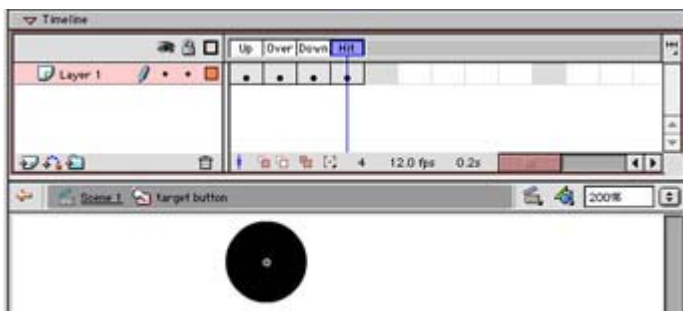 Timeline
Up Over Down Hit
Layer 1
4 12.0 fps 0.2s
Scene 1 target button 200%